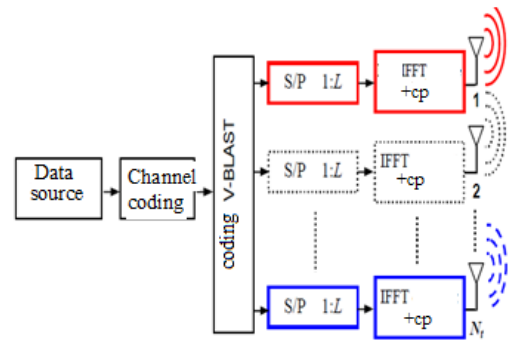 Data
source
Channel
coding
coding V-BLAST
S/P 1:L
IFFT
+cp
1
S/P 1:L
IFFT
+cp
2
S/P 1:L
IFFT
+cp
Nt